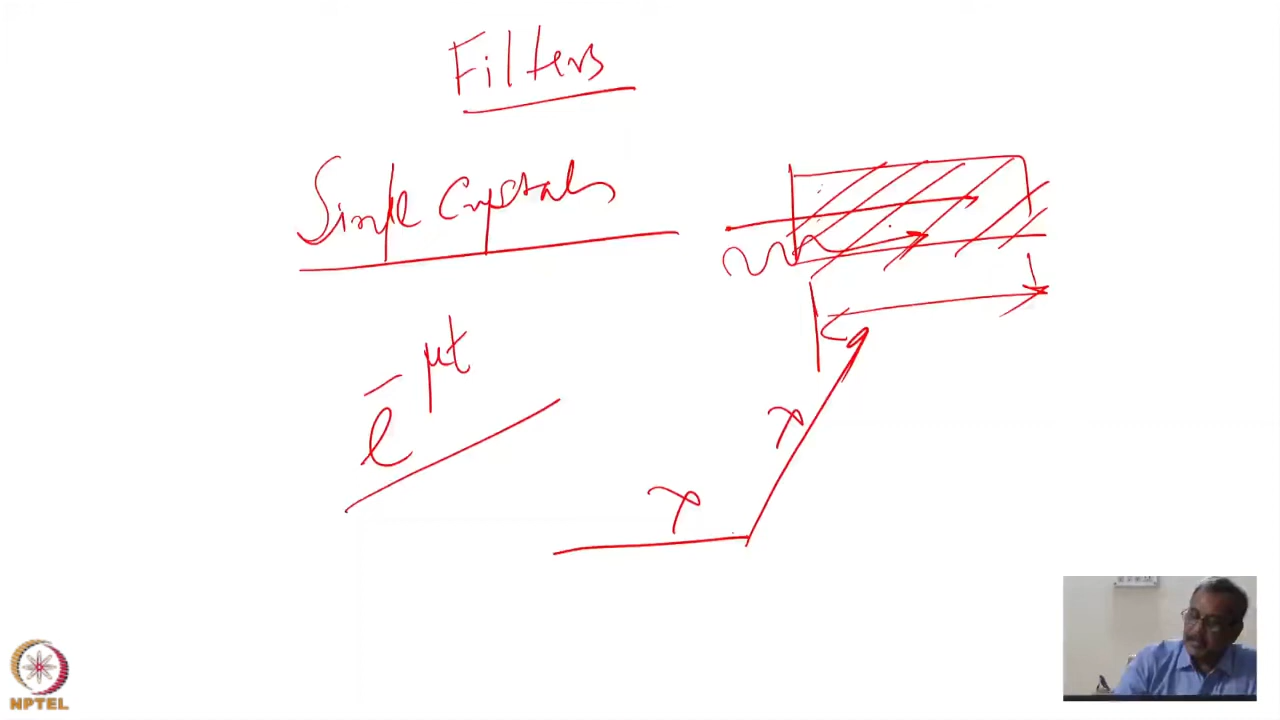 Filters
Single Crystals
e^-μt
γ
γ
NPTEL